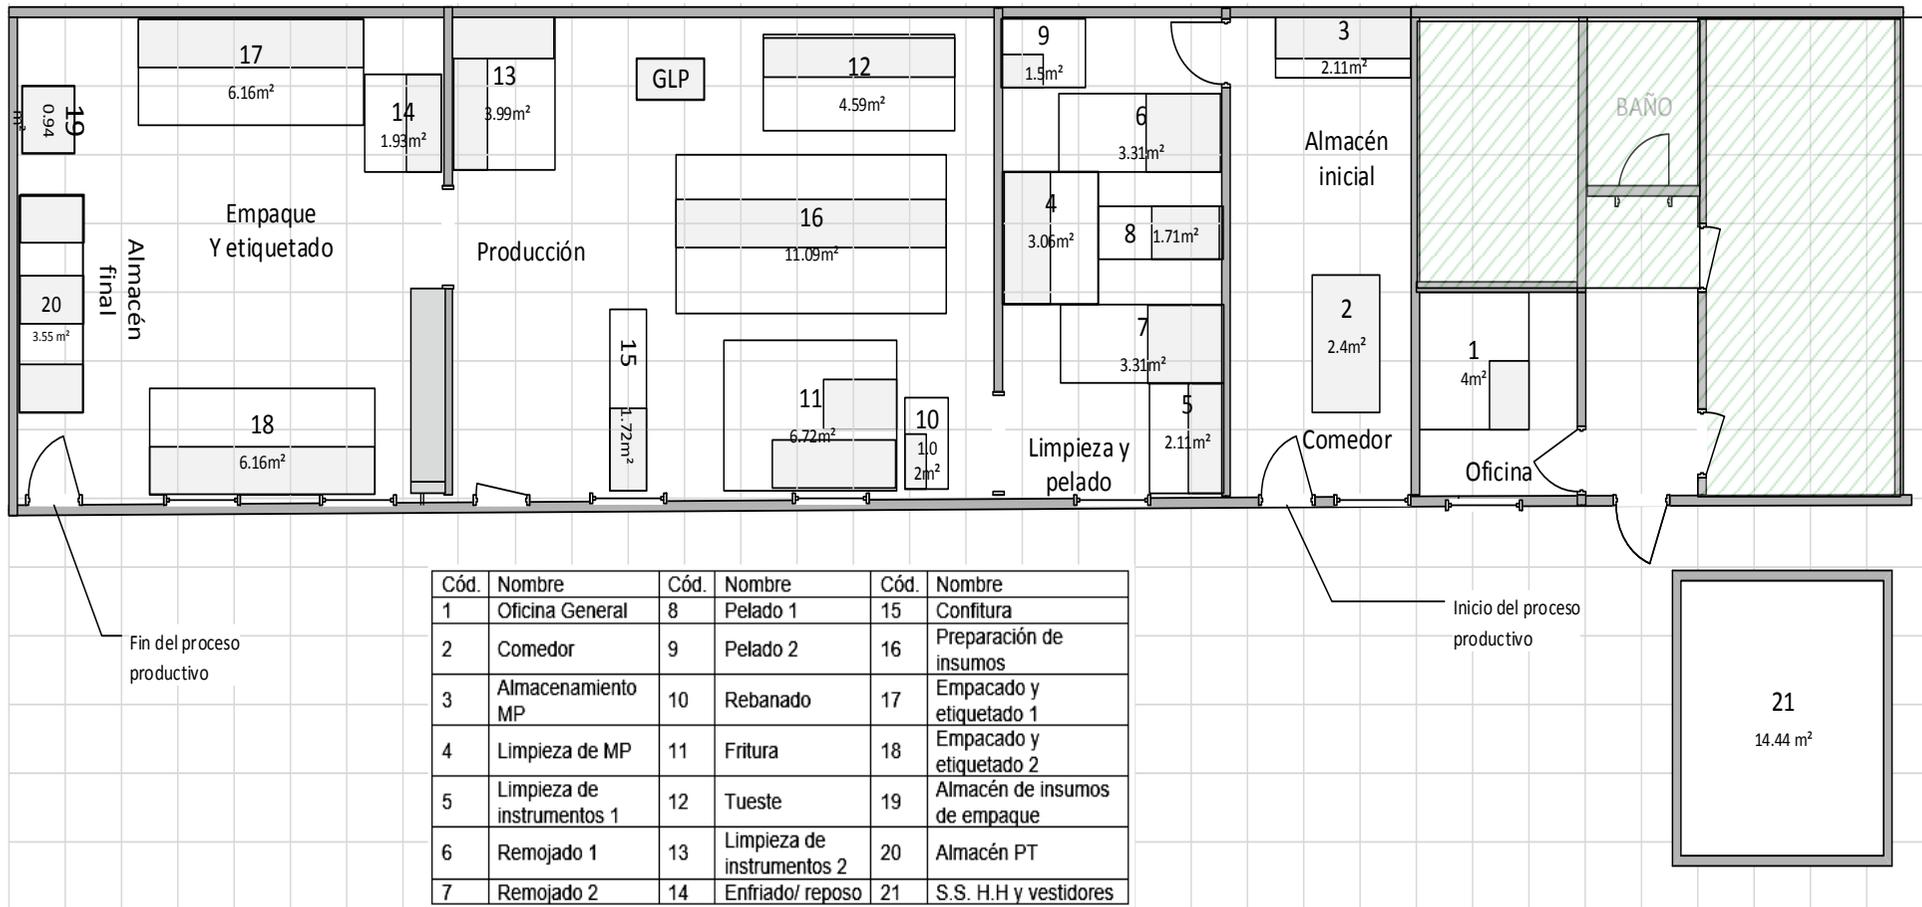 17
6.16m²
19
0.94
m²
14
1.93m²
13
3.99m²
GLP
12
4.59m²
9
1.5m²
3
2.11m²
6
3.31m²
BAÑO
Almacén
inicial
Empaque
Y etiquetado
Producción
16
11.09m²
4
3.06m²
8
1.71m²
Almacén
final
20
3.55 m²
15
1.72m²
2
2.4m²
7
3.31m²
1
4m²
18
6.16m²
11
6.72m²
10
1.0
2m²
5
2.11m²
Limpieza y
pelado
Comedor
Oficina
Fin del proceso
productivo
Inicio del proceso
productivo
21
14.44 m²
Cód. Nombre Cód. Nombre Cód. Nombre
1 Oficina General 8 Pelado 1 15 Confitura
2 Comedor 9 Pelado 2 16 Preparación de
insumos
3 Almacenamiento
MP 10 Rebanado 17 Empacado y
etiquetado 1
4 Limpieza de MP 11 Fritura 18 Empacado y
etiquetado 2
5 Limpieza de
instrumentos 1 12 Tueste 19 Almacén de insumos
de empaque
6 Remojado 1 13 Limpieza de
instrumentos 2 20 Almacén PT
7 Remojado 2 14 Enfriado/ reposo 21 S.S. H.H y vestidores